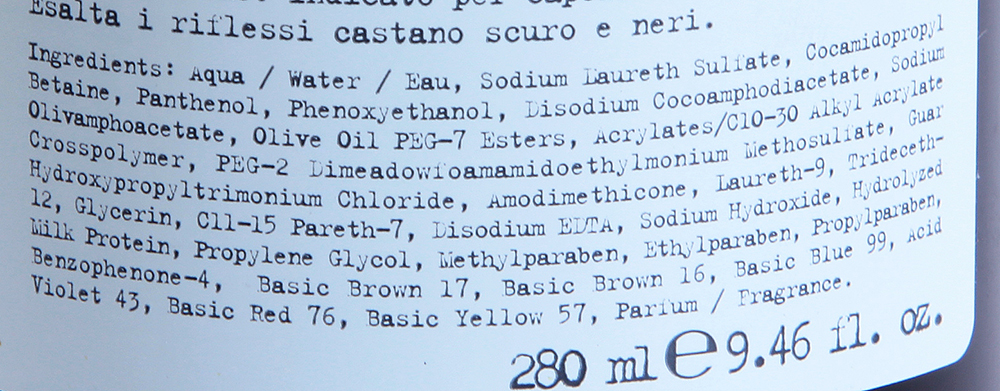 indicato per
Esalta i riflessi castano scuro e neri.
Ingredients: Aqua / Water / Eau, Sodium Laureth Sulfate, Cocamidopropyl
Betaine, Panthenol, Phenoxyethanol, Disodium Cocoamphodiacetate, Sodium
Olivamphoacetate, Olive Oil PEG-7 Esters, Acrylates/C10-30 Alkyl Acrylate
Crosspolymer, PEG-2 Dimeadowfoamamidoethylmonium Methosulfate, Guar
Hydroxypropyltrimonium Chloride, Amodimethicone, Laureth-9, Trideceth-
12, Glycerin, C11-15 Pareth-7, Disodium EDTA, Sodium Hydroxide, Hydrolyzed
Milk Protein, Propylene Glycol, Methylparaben, Ethylparaben, Propylparaben,
Benzophenone-4, Basic Brown 17, Basic Brown 16, Basic Blue 99, Acid
Violet 43, Basic Red 76, Basic Yellow 57, Parfum / Fragrance.
280 ml e 9.46 fl. oz.